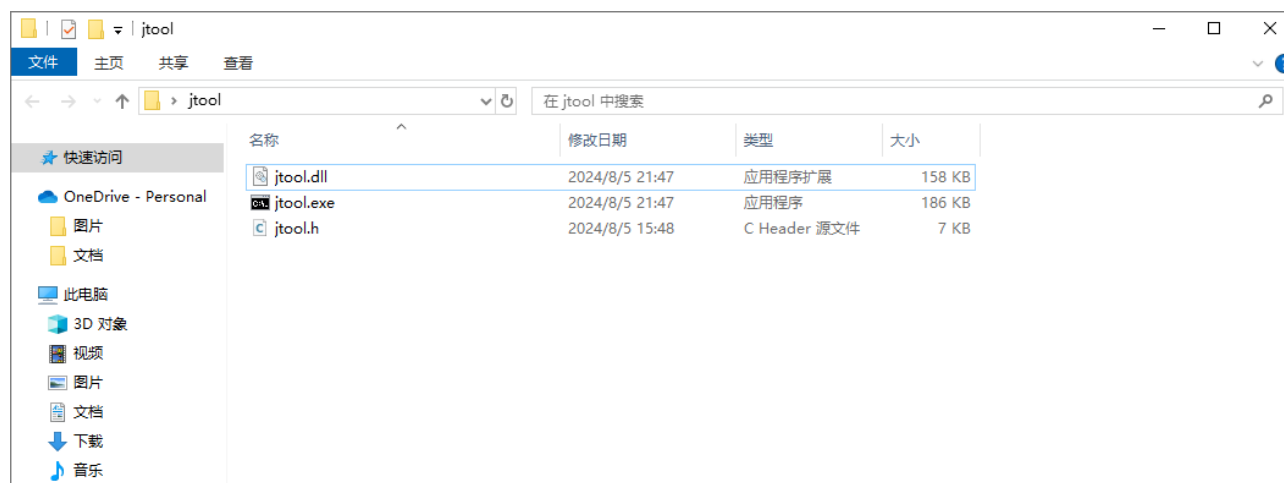 jtool
文件 主页 共享 查看
jtool 在 jtool 中搜索
名称 修改日期 类型 大小
快速访问
jtool.dll 2024/8/5 21:47 应用程序扩展 158 KB
OneDrive - Personal
jtool.exe 2024/8/5 21:47 应用程序 186 KB
图片
jtool.h 2024/8/5 15:48 C Header 源文件 7 KB
文档
此电脑
3D 对象
视频
图片
文档
下载
音乐